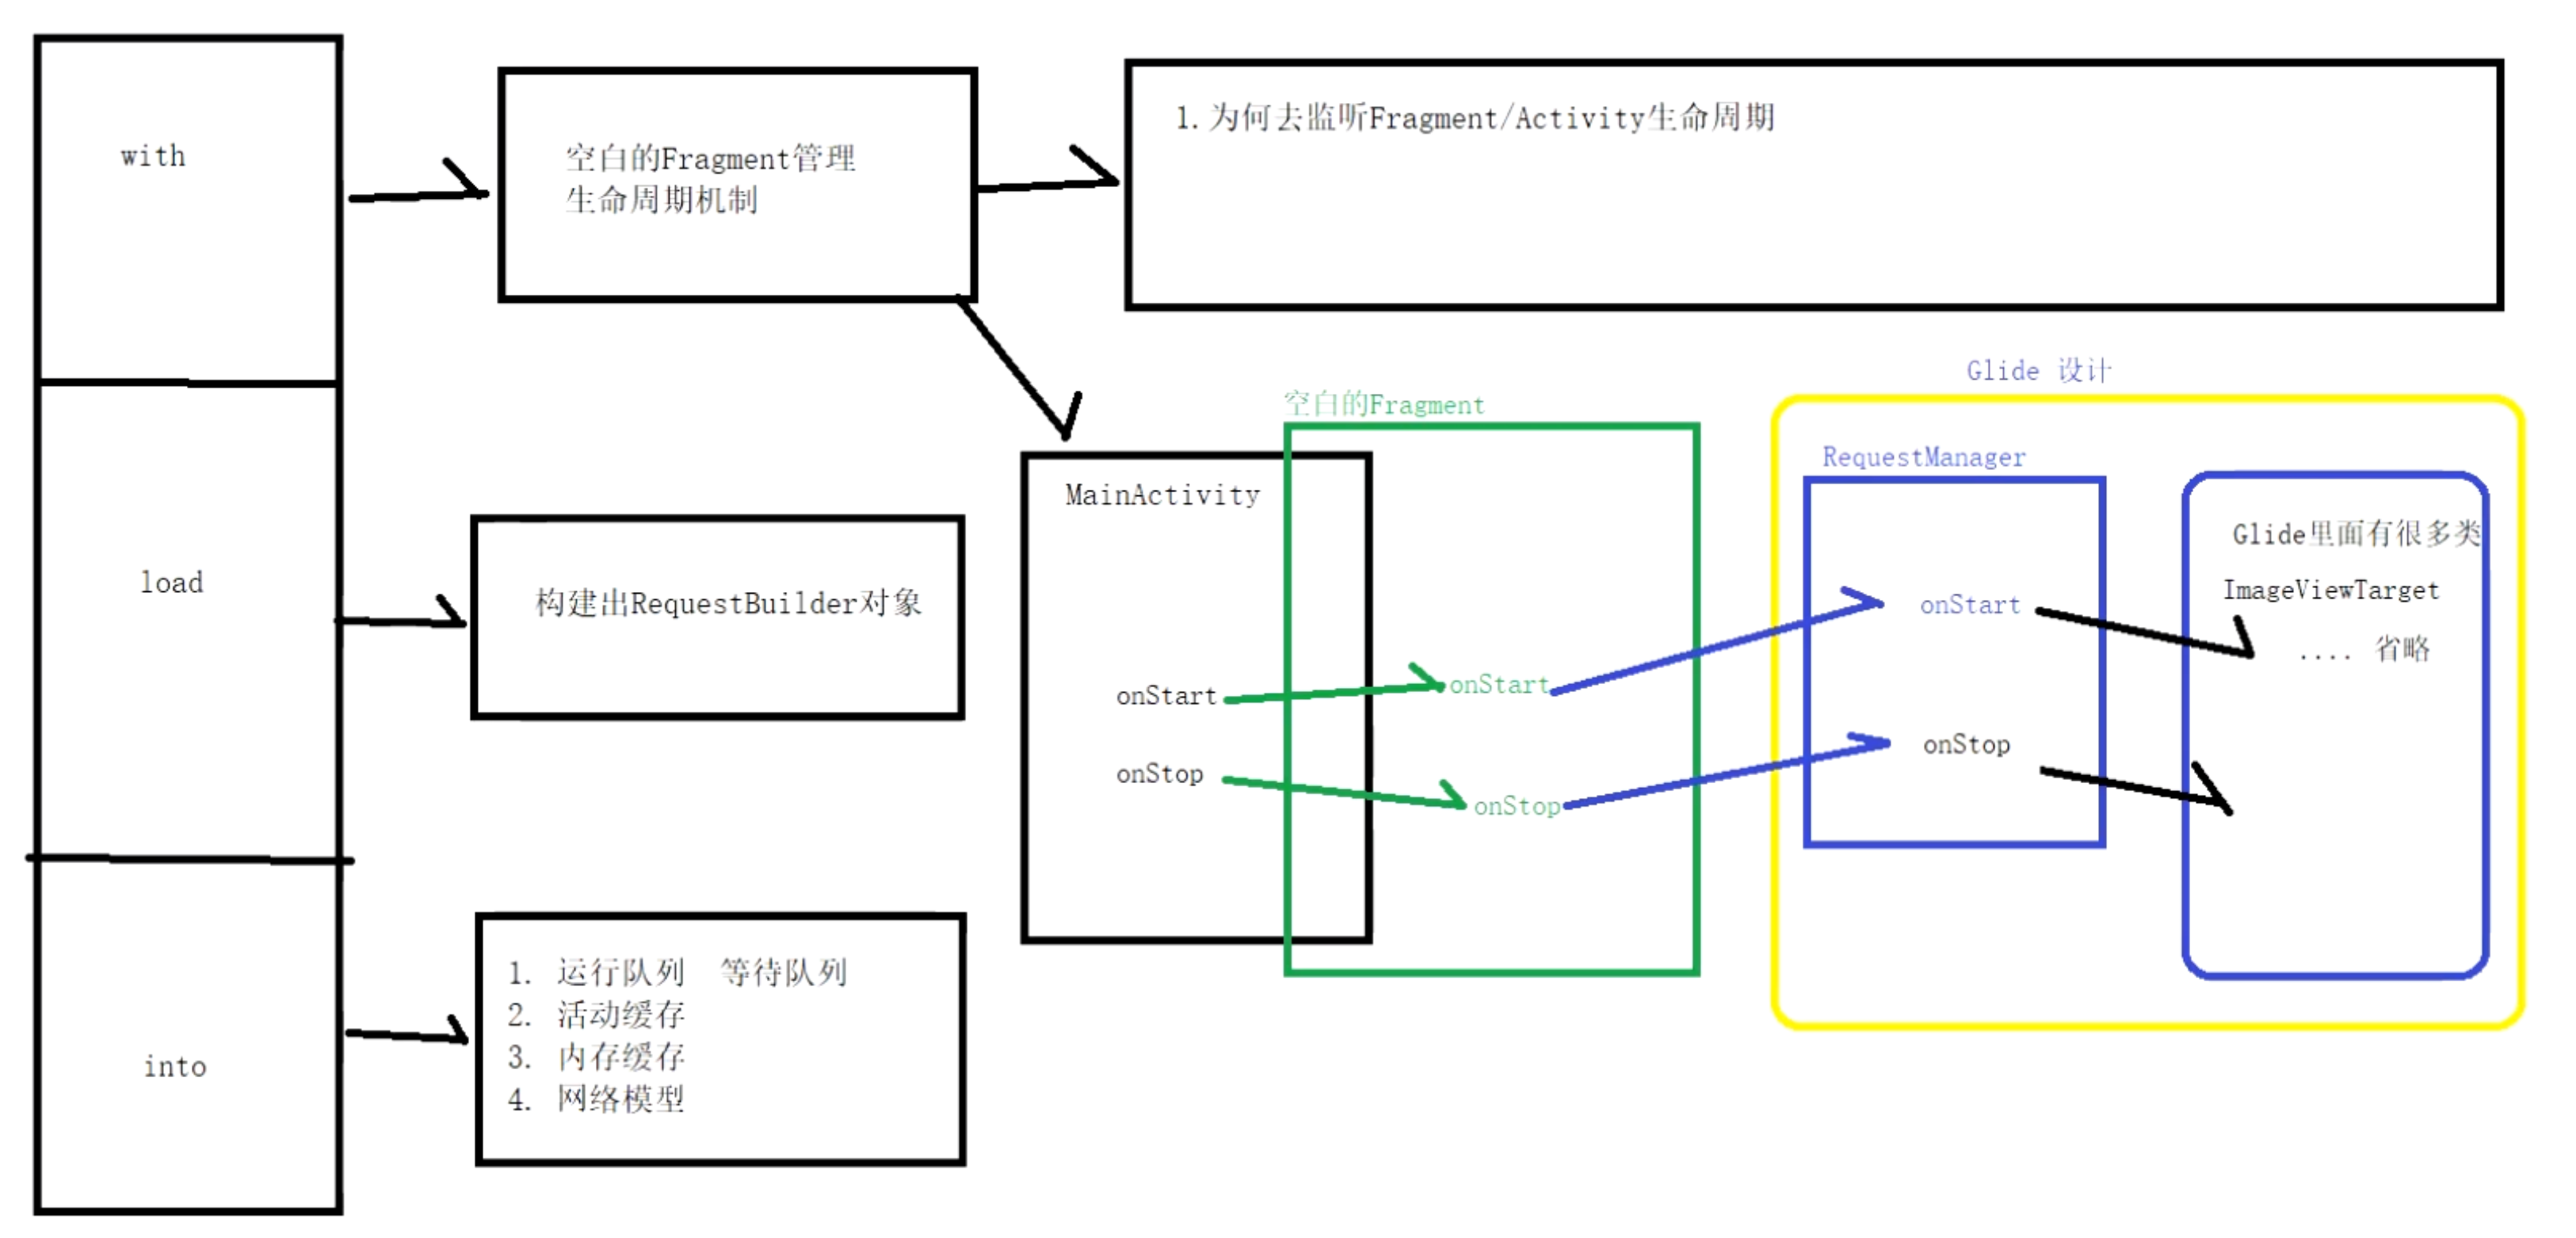 with
空白的Fragment管理
生命周期机制
1.为何去监听Fragment/Activity生命周期
load
构建出RequestBuilder对象
into
1. 运行队列  等待队列
2. 活动缓存
3. 内存缓存
4. 网络模型
MainActivity
onStart
onStop
空白的Fragment
onStart
onStop
Glide 设计
RequestManager
onStart
onStop
Glide里面有很多类
ImageViewTarget
.... 省略